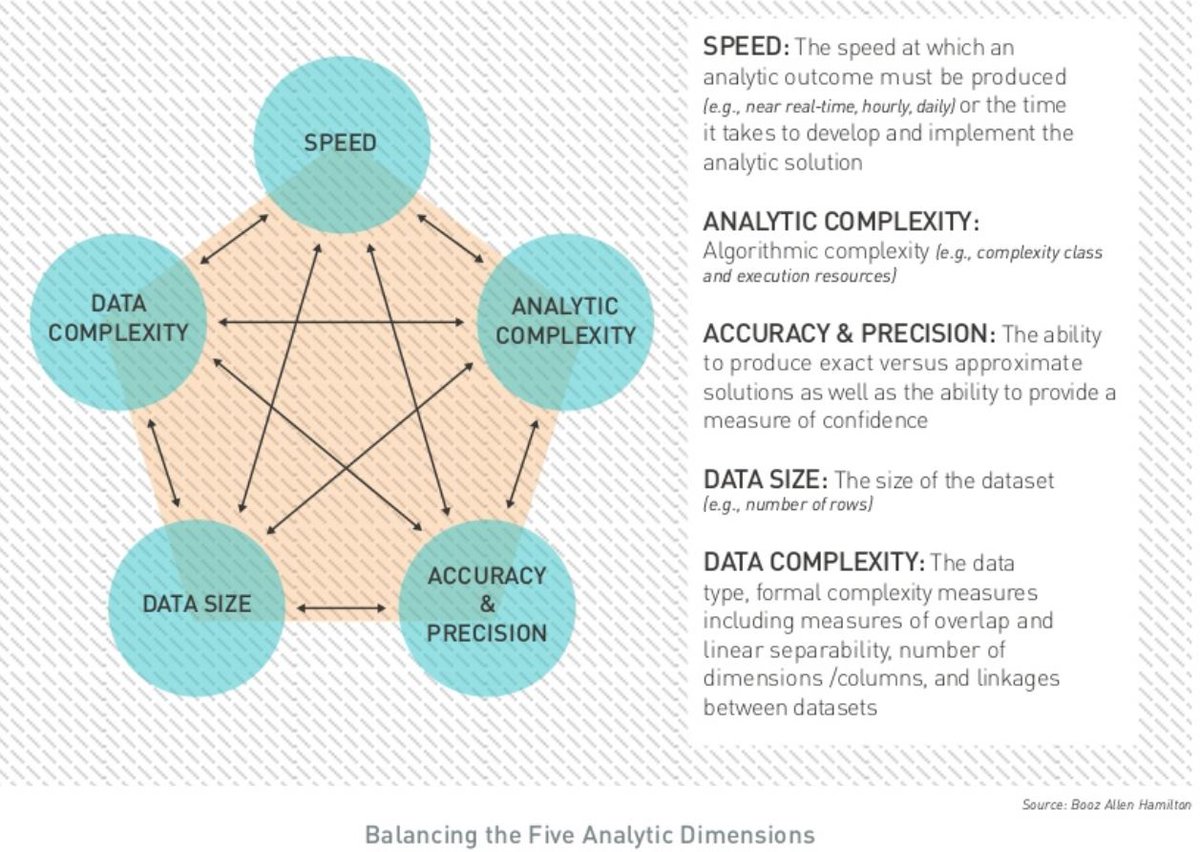 SPEED
DATA
COMPLEXITY
ANALYTIC
COMPLEXITY
DATA SIZE
ACCURACY
&
PRECISION
SPEED: The speed at which an
analytic outcome must be produced
(e.g., near real-time, hourly, daily) or the time
it takes to develop and implement the
analytic solution
ANALYTIC COMPLEXITY:
Algorithmic complexity (e.g., complexity class
and execution resources)
ACCURACY & PRECISION: The ability
to produce exact versus approximate
solutions as well as the ability to provide a
measure of confidence
DATA SIZE: The size of the dataset
(e.g., number of rows)
DATA COMPLEXITY: The data
type, formal complexity measures
including measures of overlap and
linear separability, number of
dimensions /columns, and linkages
between datasets
Source: Booz Allen Hamilton
Balancing the Five Analytic Dimensions